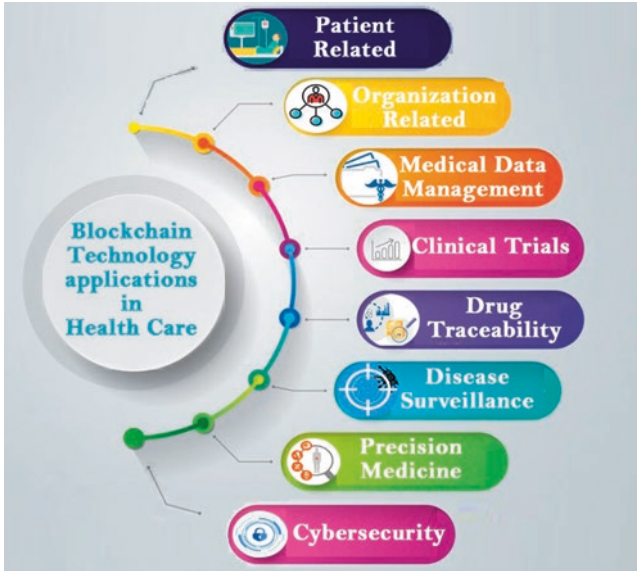 Patient
Related
Organization
Related
Medical Data
Management
Blockchain
Technology
applications
in
Health Care
Clinical Trials
Drug
Traceability
Disease
Surveillance
Precision
Medicine
Cybersecurity